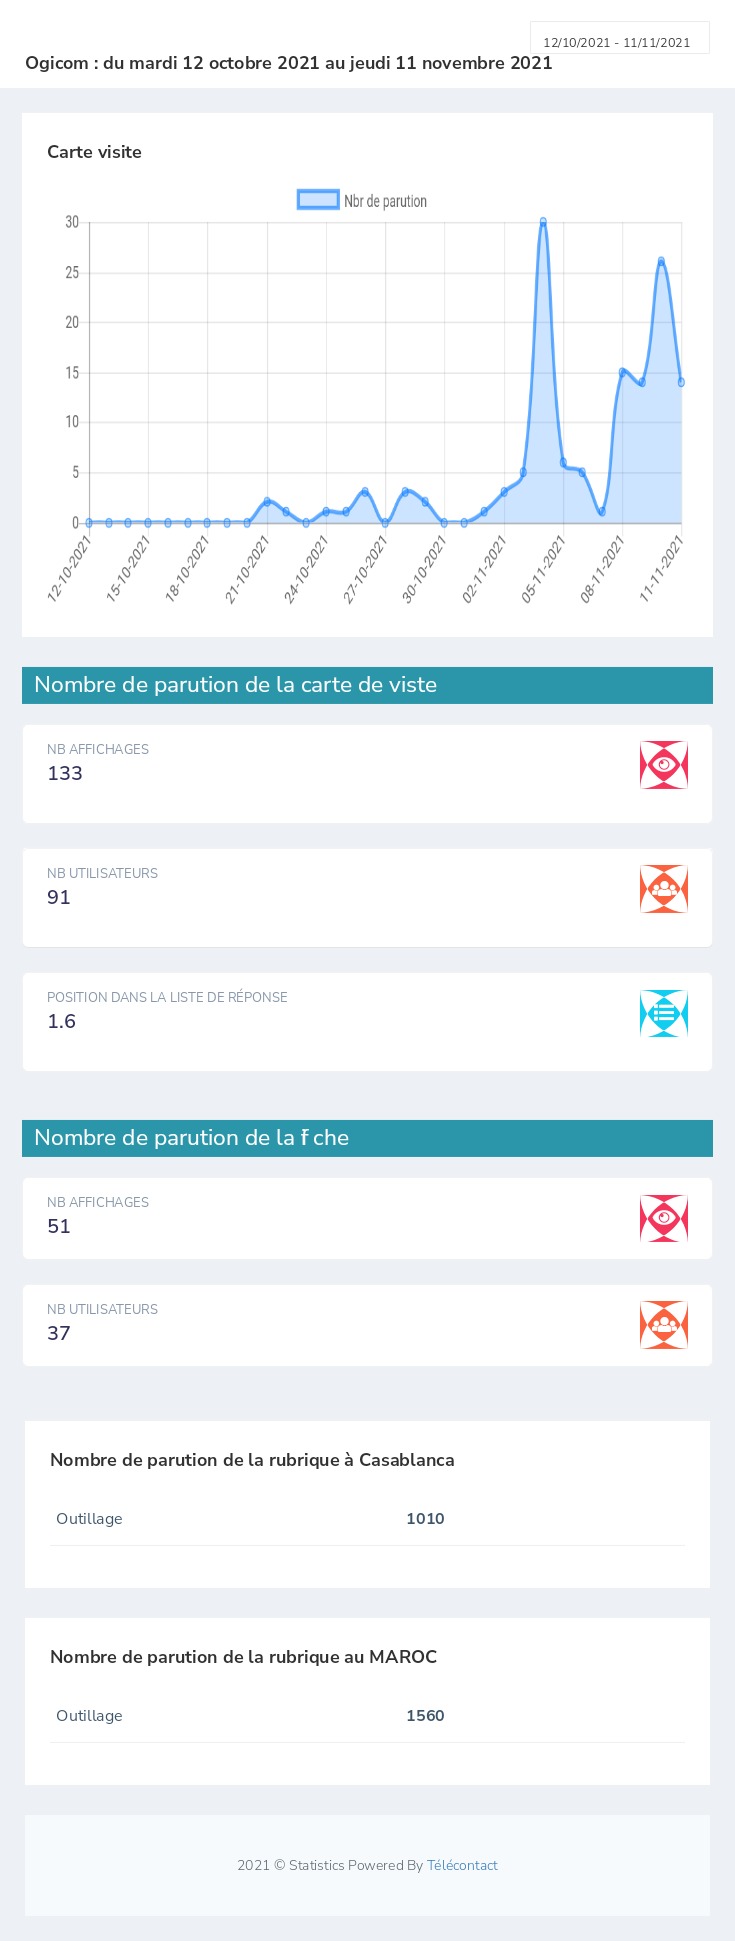 12/10/2021 - 11/11/2021
Ogicom : du mardi 12 octobre 2021 au jeudi 11 novembre 2021
Carte visite
Nbr de parution
30
25
20
15
10
5
0
12-10-2021 15-10-2021 18-10-2021 21-10-2021 24-10-2021 27-10-2021 30-10-2021 02-11-2021 05-11-2021 08-11-2021 11-11-2021
Nombre de parution de la carte de viste
NB AFFICHAGES
133
NB UTILISATEURS
91
POSITION DANS LA LISTE DE RÉPONSE
1.6
Nombre de parution de la f che
NB AFFICHAGES
51
NB UTILISATEURS
37
Nombre de parution de la rubrique à Casablanca
Outillage 1010
Nombre de parution de la rubrique au MAROC
Outillage 1560
2021 © Statistics Powered By Télécontact